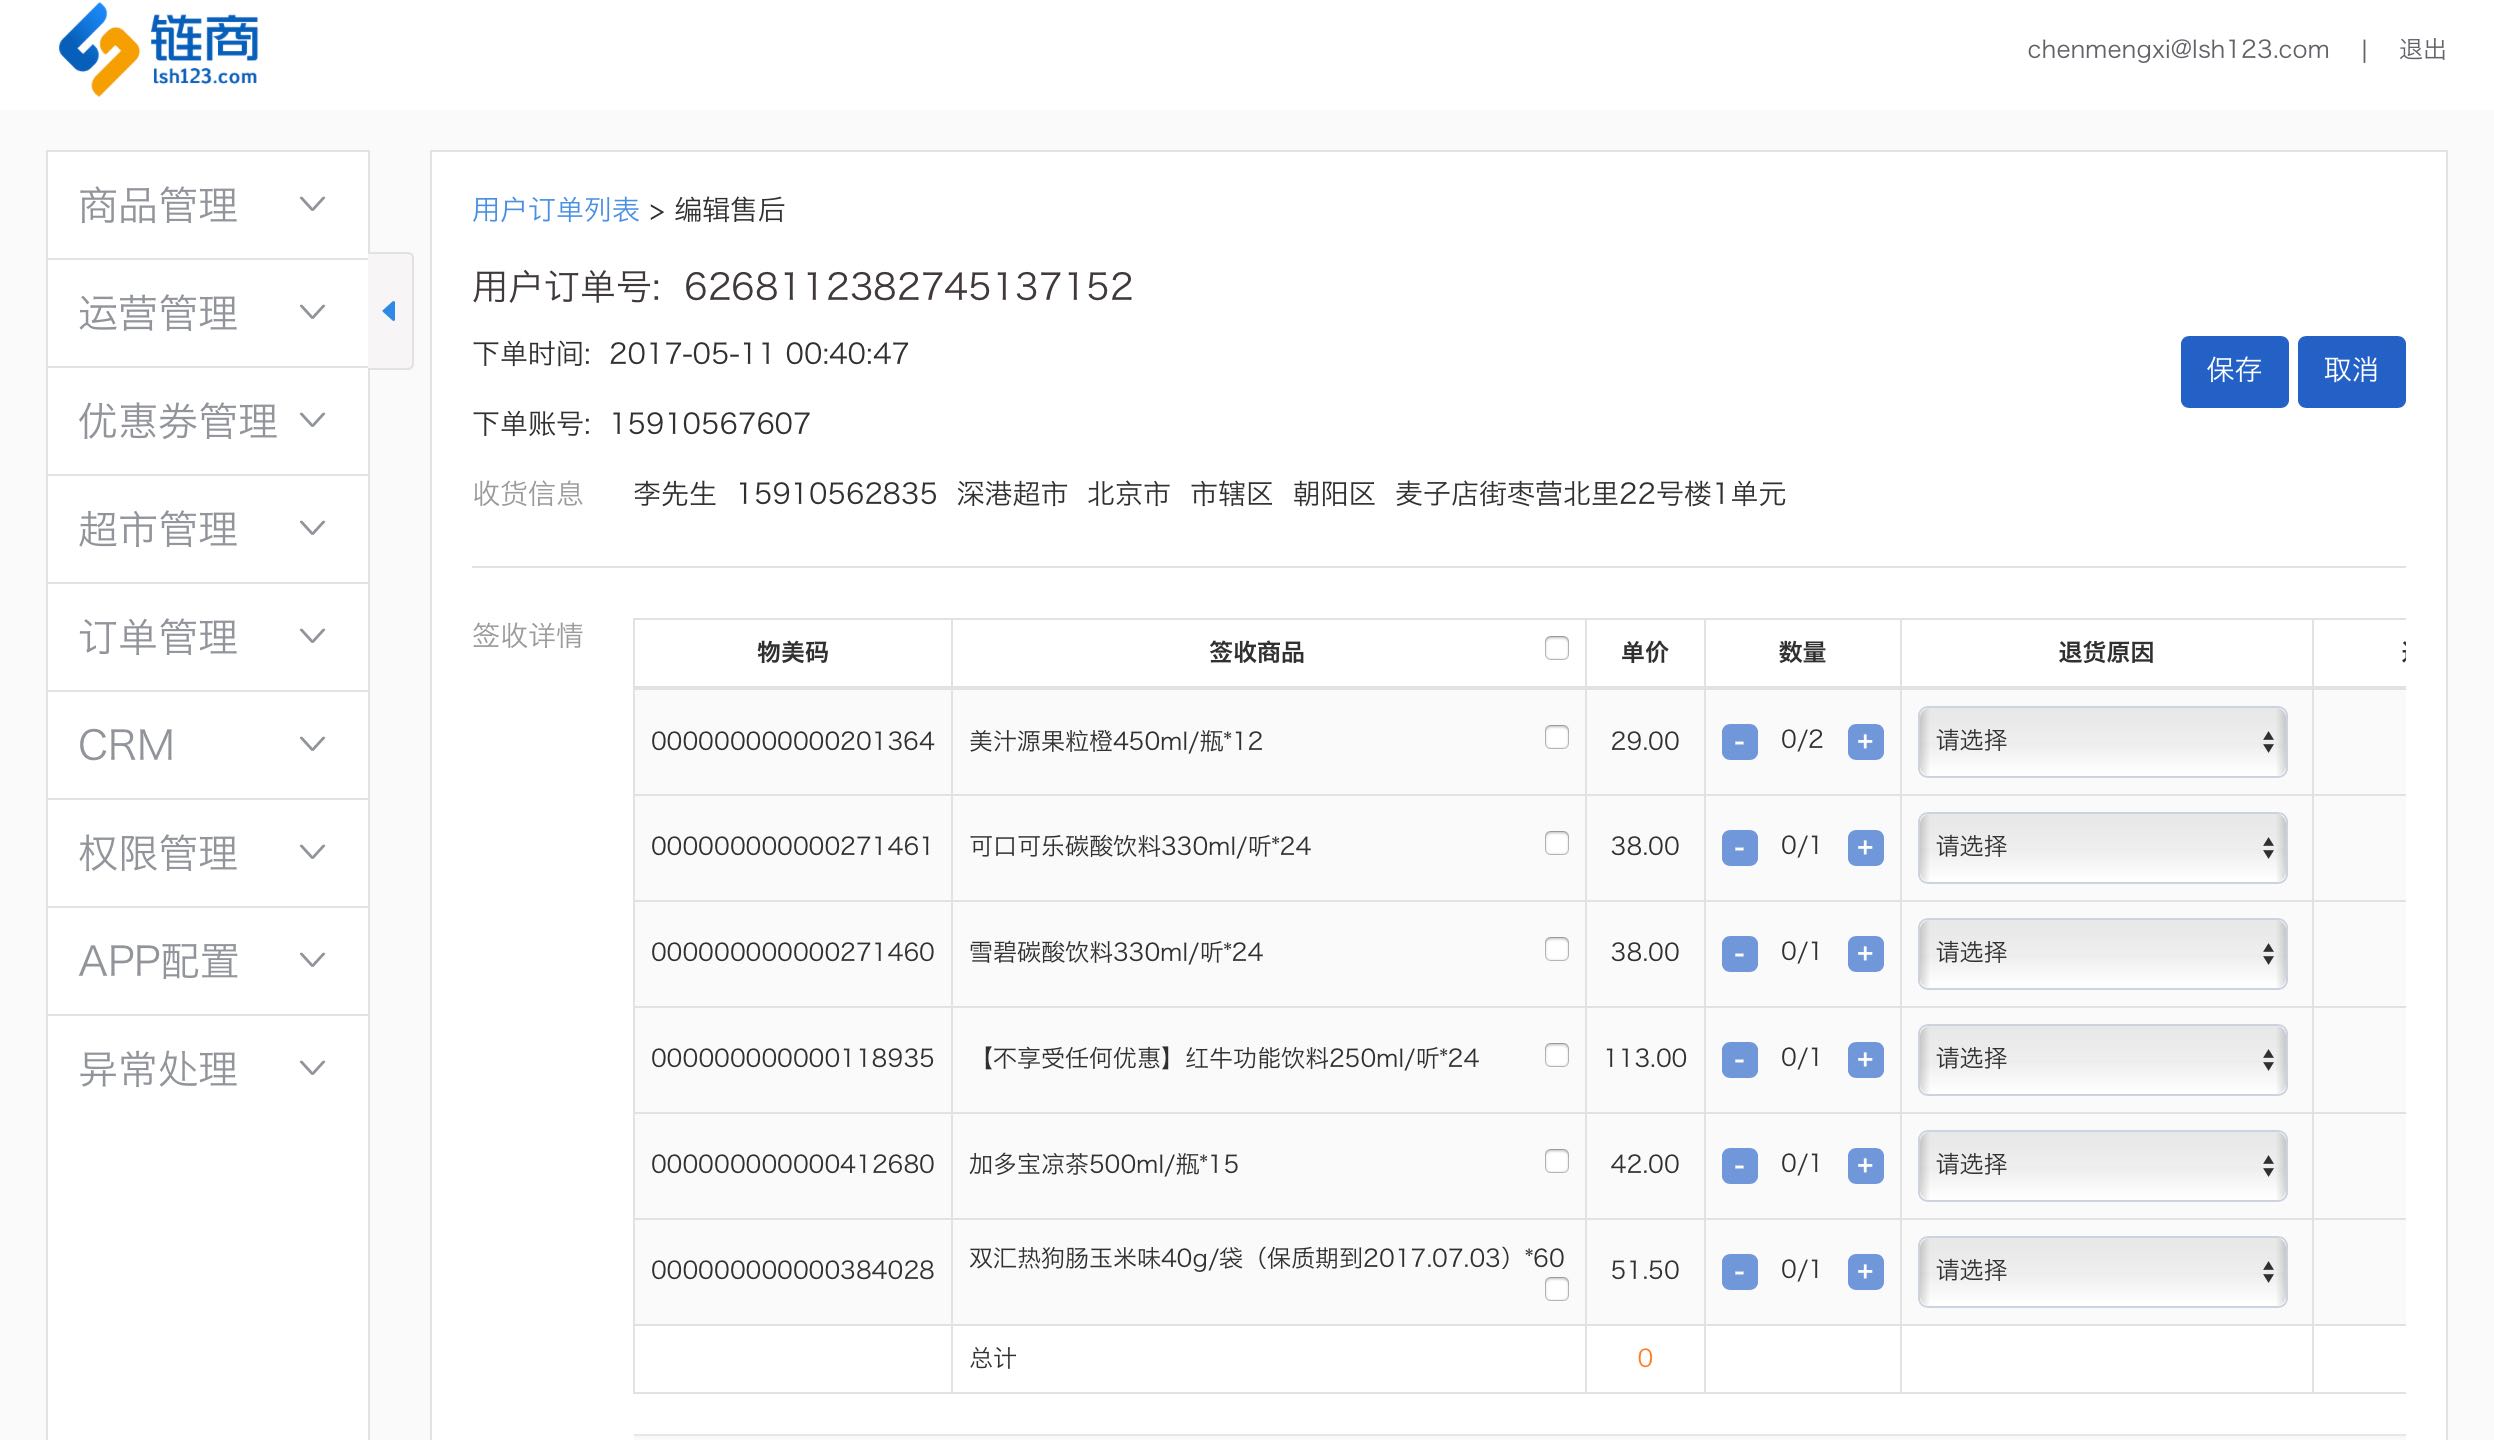 链商
lsh123.com
chenmengxi@lsh123.com | 退出
商品管理
运营管理
优惠券管理
超市管理
订单管理
CRM
权限管理
APP配置
异常处理
用户订单列表 > 编辑售后
用户订单号: 6268112382745137152
下单时间: 2017-05-11 00:40:47
保存 取消
下单账号: 15910567607
收货信息 李先生 15910562835 深港超市 北京市 市辖区 朝阳区 麦子店街枣营北里22号楼1单元
签收详情
物美码 签收商品 单价 数量 退货原因
000000000000201364 美汁源果粒橙450ml/瓶*12 29.00 - 0/2 + 请选择
000000000000271461 可口可乐碳酸饮料330ml/听*24 38.00 - 0/1 + 请选择
000000000000271460 雪碧碳酸饮料330ml/听*24 38.00 - 0/1 + 请选择
000000000000118935 【不享受任何优惠】红牛功能饮料250ml/听*24 113.00 - 0/1 + 请选择
000000000000412680 加多宝凉茶500ml/瓶*15 42.00 - 0/1 + 请选择
000000000000384028 双汇热狗肠玉米味40g/袋（保质期到2017.07.03）*60 51.50 - 0/1 + 请选择
总计 0